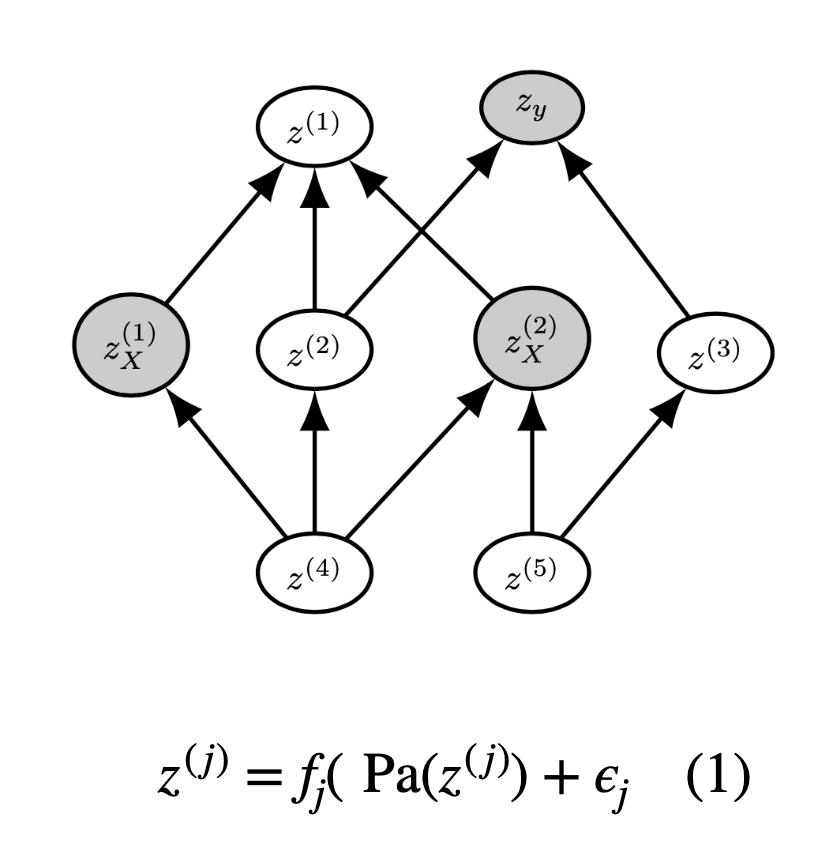 z^{(1)} z_y
z_X^{(1)} z^{(2)} z_X^{(2)} z^{(3)}
z^{(4)} z^{(5)}
z^{(j)} = f_j( Pa(z^{(j)}) + ϵ_j (1)